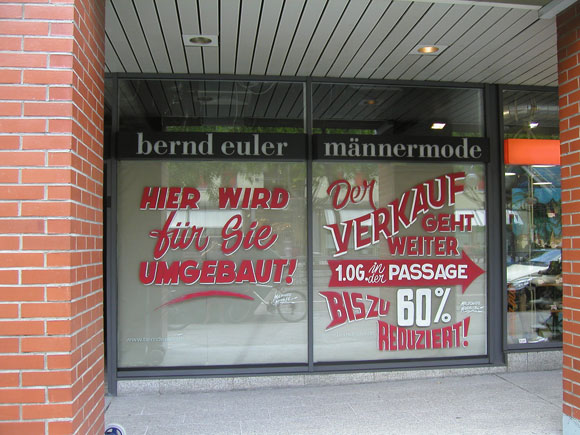 bernd euler
männermode
HIER WIRD
für Sie
UMGEBAUT!
Der
VERKAUF
GEHT
WEITER
1.OG in der PASSAGE
BIS ZU 60%
REDUZIERT!